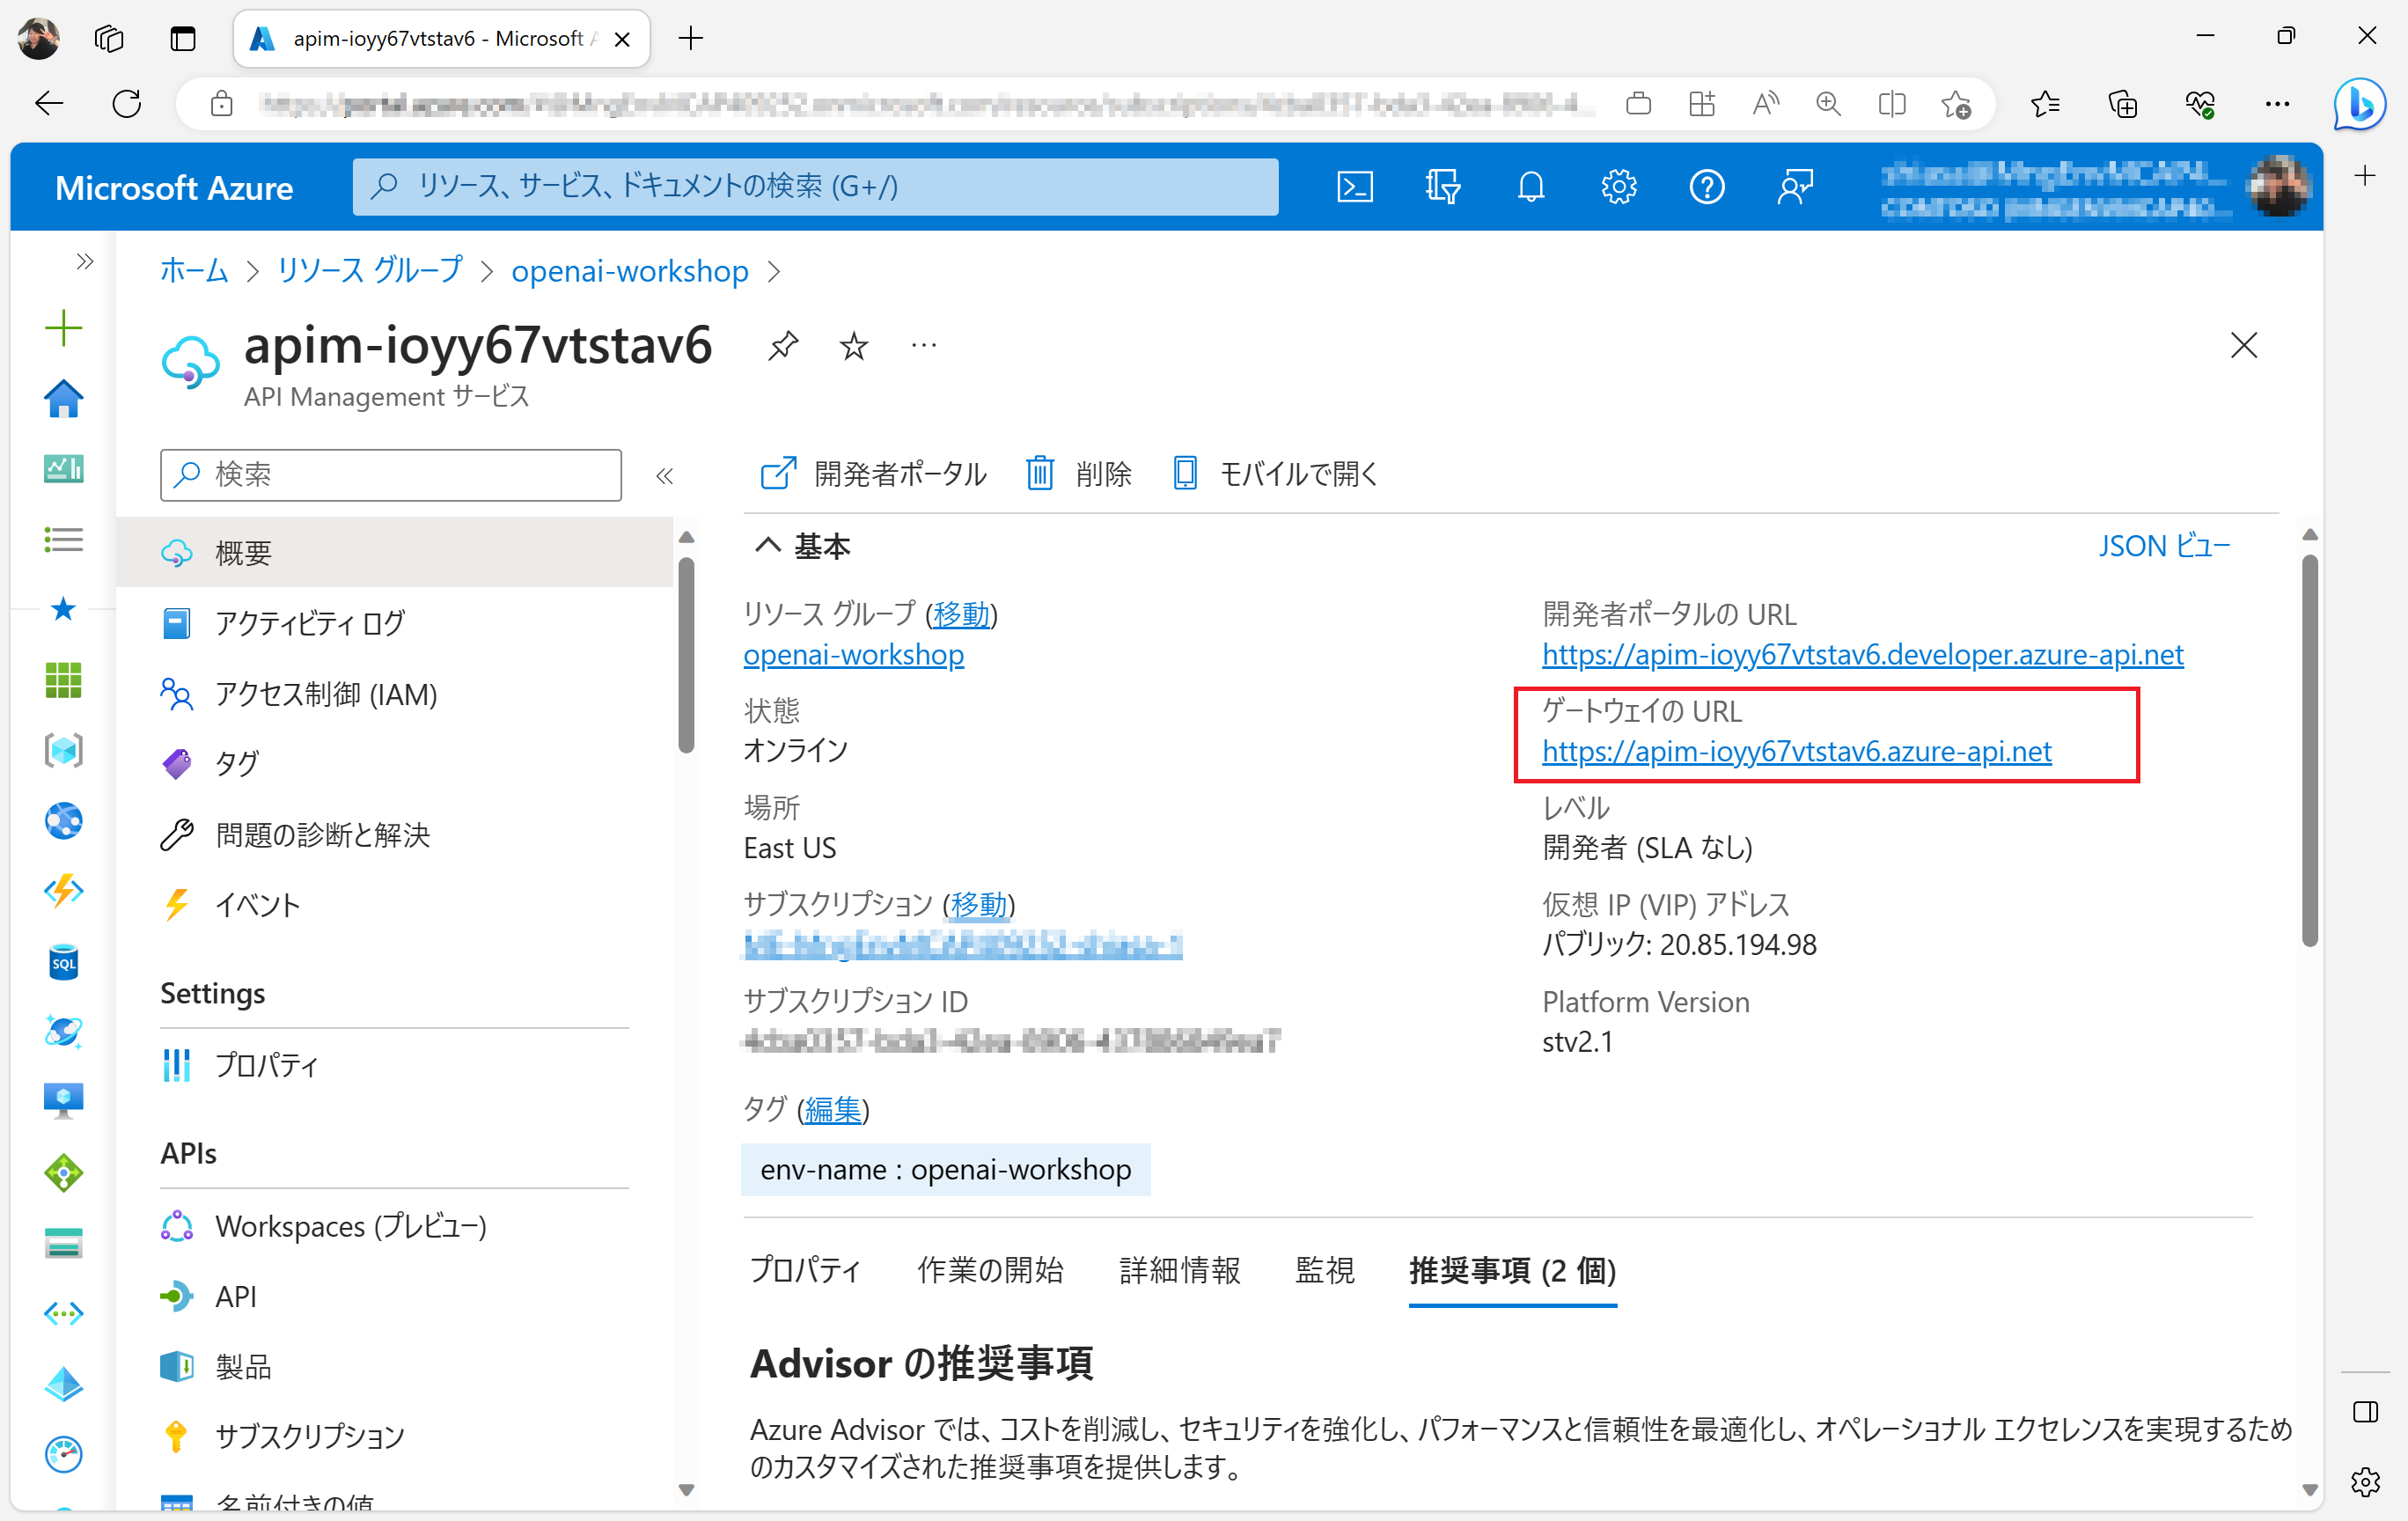 apim-ioyy67vtstav6 - Microsoft A
Microsoft Azure
リソース、サービス、ドキュメントの検索 (G+/)
ホーム > リソース グループ > openai-workshop >
apim-ioyy67vtstav6
API Management サービス
検索
概要
アクティビティ ログ
アクセス制御 (IAM)
タグ
問題の診断と解決
イベント
Settings
プロパティ
APIs
Workspaces (プレビュー)
API
製品
サブスクリプション
名前付きの値
開発者ポータル 削除 モバイルで開く
基本
JSON ビュー
リソース グループ (移動)
openai-workshop
状態
オンライン
場所
East US
サブスクリプション (移動)
サブスクリプション ID
開発者ポータルの URL
https://apim-ioyy67vtstav6.developer.azure-api.net
ゲートウェイの URL
https://apim-ioyy67vtstav6.azure-api.net
レベル
開発者 (SLA なし)
仮想 IP (VIP) アドレス
パブリック: 20.85.194.98
Platform Version
stv2.1
タグ (編集)
env-name : openai-workshop
プロパティ 作業の開始 詳細情報 監視 推奨事項 (2 個)
Advisor の推奨事項
Azure Advisor では、コストを削減し、セキュリティを強化し、パフォーマンスと信頼性を最適化し、オペレーショナル エクセレンスを実現するため
のカスタマイズされた推奨事項を提供します。
SQL